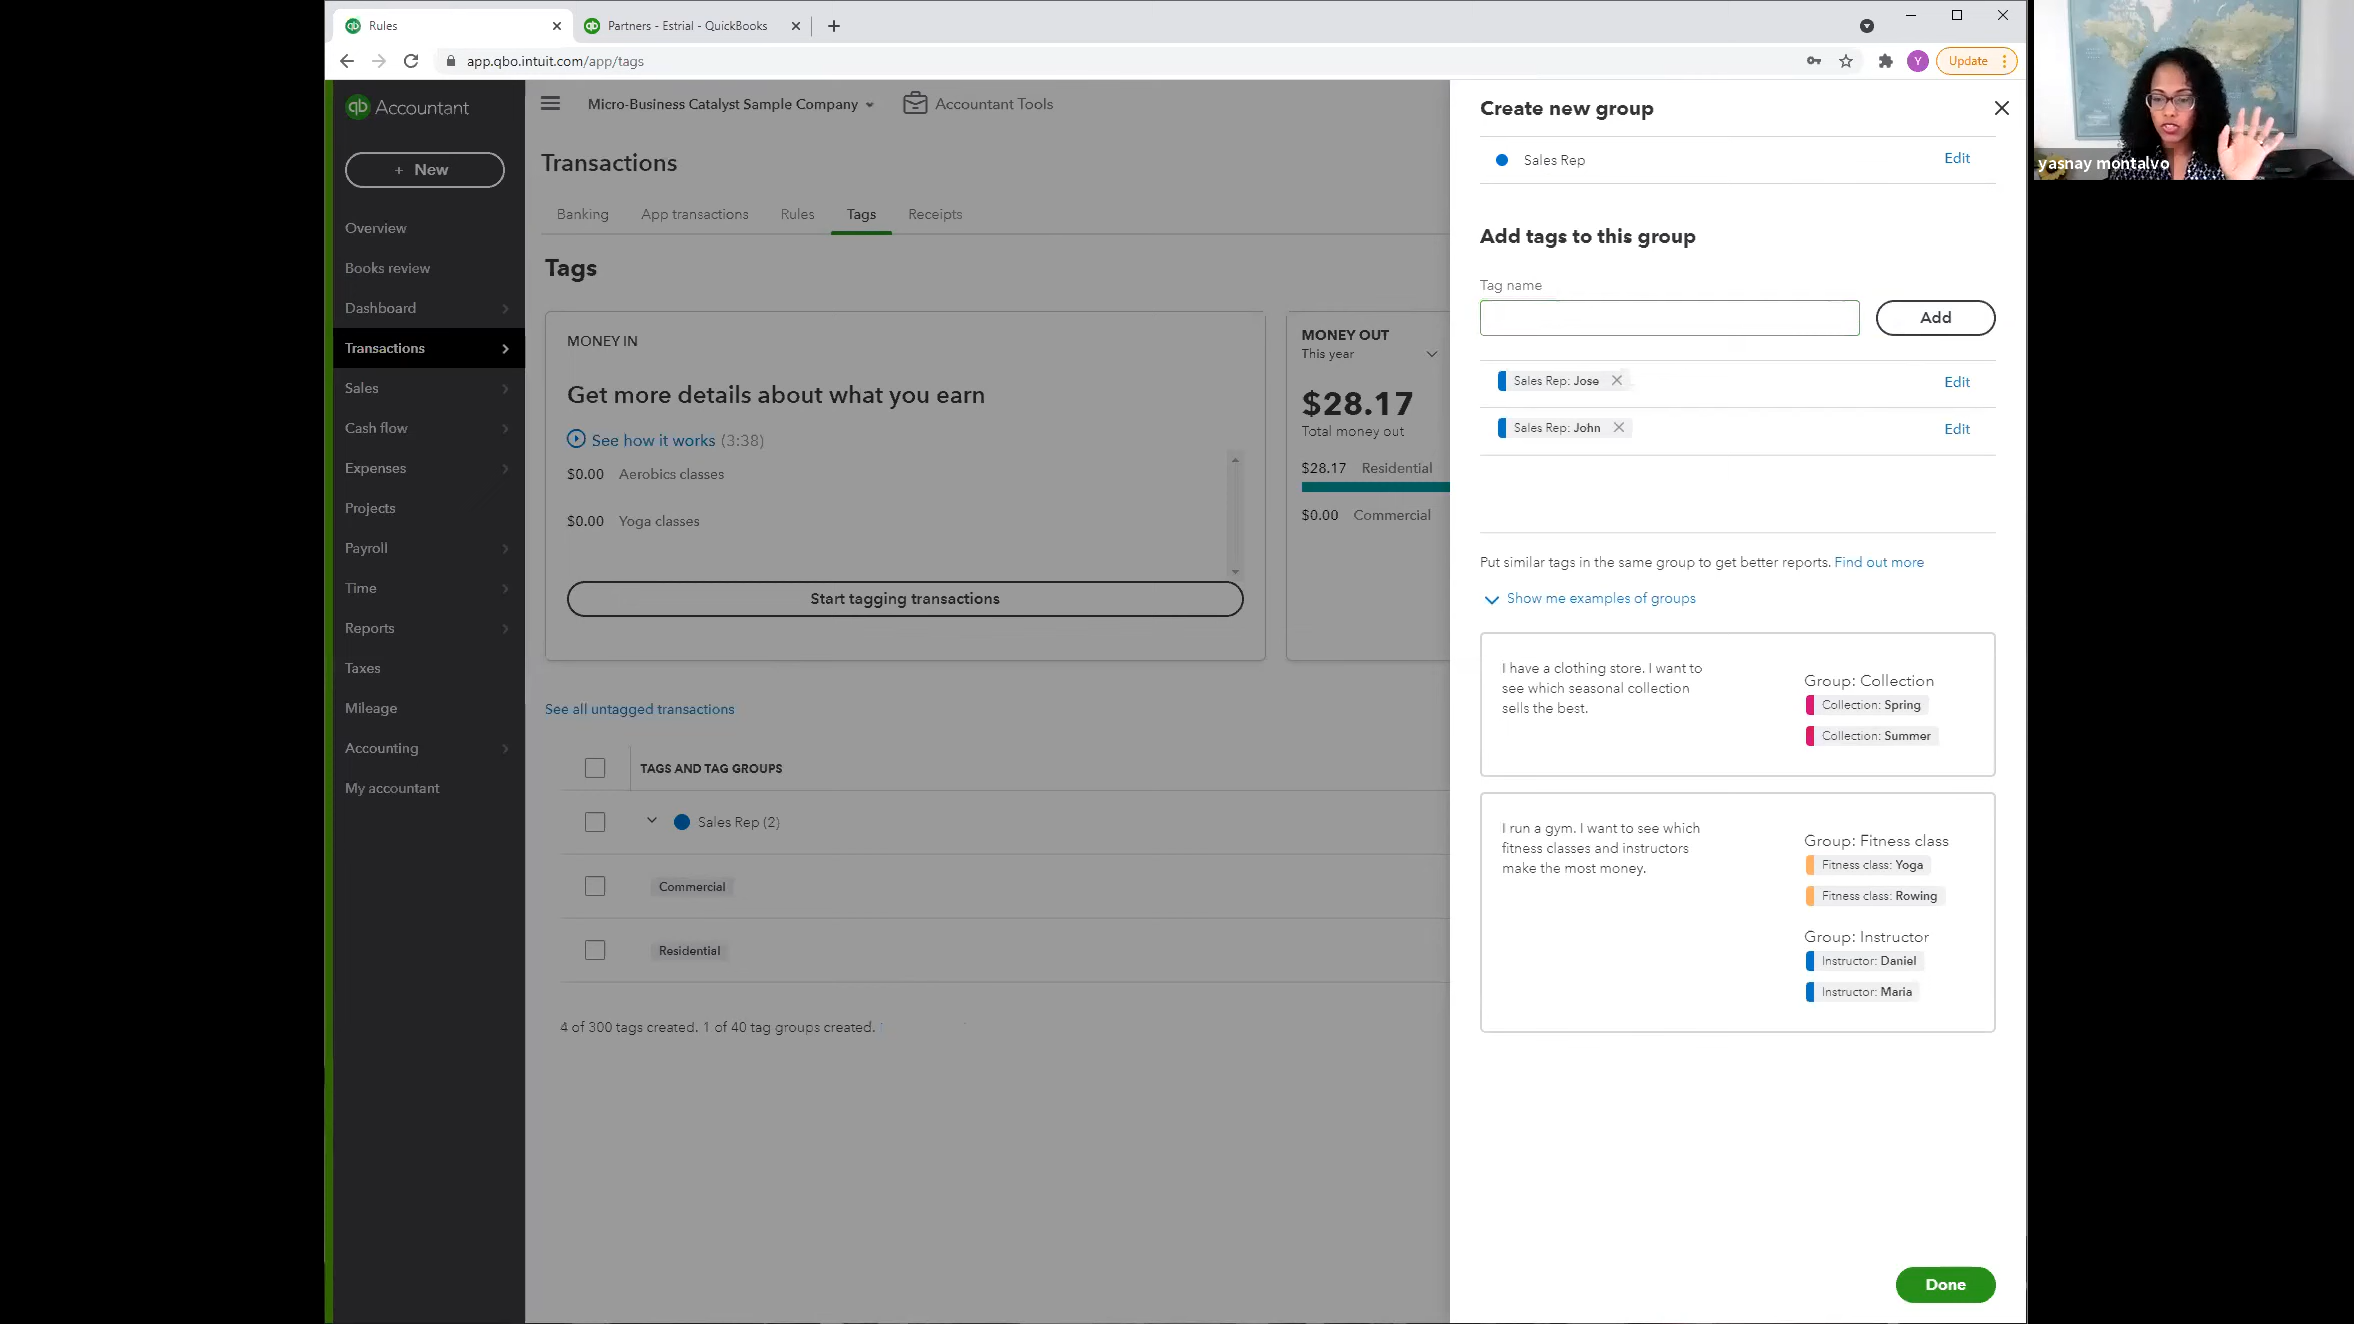 Rules
Partners - Estrial - QuickBooks
app.qbo.intuit.com/app/tags
Y
Update
yasnay montalvo
qb Accountant
+ New
Overview
Books review
Dashboard
Transactions
Sales
Cash flow
Expenses
Projects
Payroll
Time
Reports
Taxes
Mileage
Accounting
My accountant
Micro-Business Catalyst Sample Company
Accountant Tools
Transactions
Banking
App transactions
Rules
Tags
Receipts
Tags
MONEY IN
Get more details about what you earn
See how it works (3:38)
$0.00 Aerobics classes
$0.00 Yoga classes
Start tagging transactions
MONEY OUT
This year
$28.17
Total money out
$28.17 Residential
$0.00 Commercial
See all untagged transactions
TAGS AND TAG GROUPS
Sales Rep (2)
Commercial
Residential
4 of 300 tags created. 1 of 40 tag groups created.
Create new group
Sales Rep
Edit
Add tags to this group
Tag name
Add
Sales Rep: Jose
Edit
Sales Rep: John
Edit
Put similar tags in the same group to get better reports. Find out more
Show me examples of groups
I have a clothing store. I want to
see which seasonal collection
sells the best.
Group: Collection
Collection: Spring
Collection: Summer
I run a gym. I want to see which
fitness classes and instructors
make the most money.
Group: Fitness class
Fitness class: Yoga
Fitness class: Rowing
Group: Instructor
Instructor: Daniel
Instructor: Maria
Done